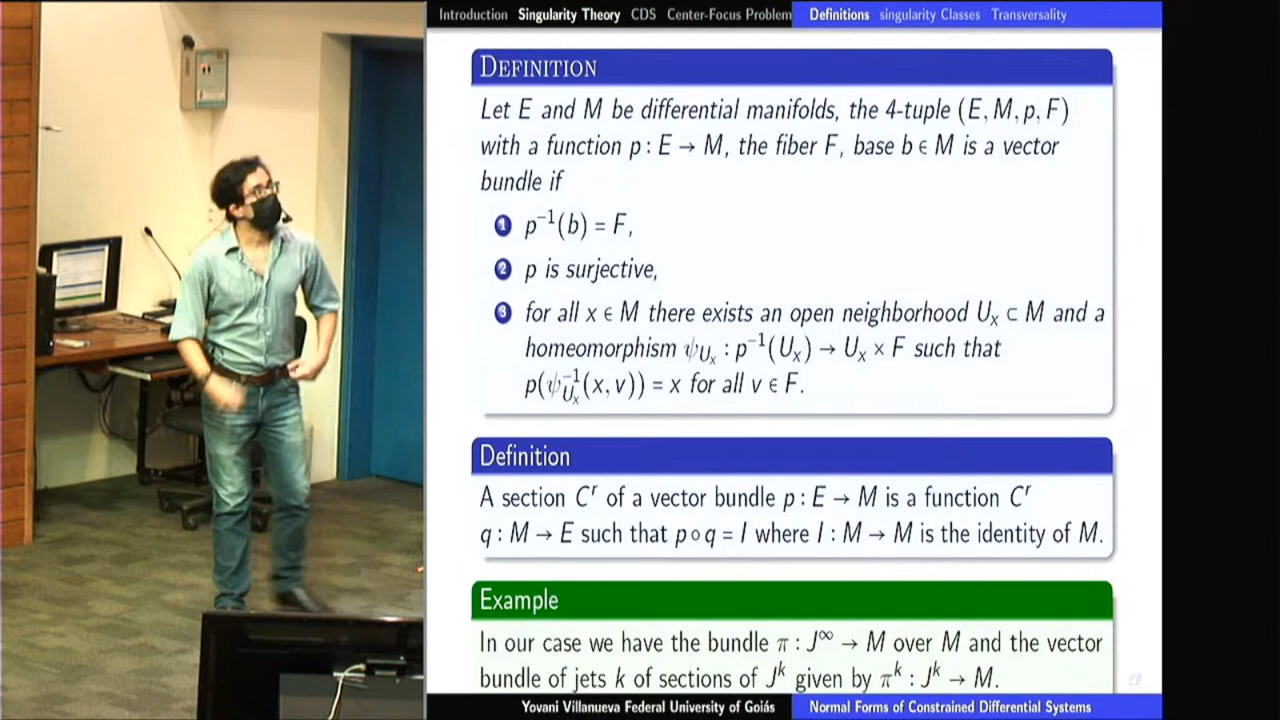 Introduction Singularity Theory CDS Center-Focus Problem Definitions singularity Classes Transversality
DEFINITION
Let E and M be differential manifolds, the 4-tuple (E, M, p, F)
with a function p : E → M, the fiber F, base b ∈ M is a vector
bundle if
1 p⁻¹(b) = F,
2 p is surjective,
3 for all x ∈ M there exists an open neighborhood Uₓ ⊂ M and a
homeomorphism ψ_Uₓ : p⁻¹(Uₓ) → Uₓ × F such that
p(ψ⁻¹_Uₓ(x, v)) = x for all v ∈ F.
Definition
A section Cʳ of a vector bundle p : E → M is a function Cʳ
q : M → E such that p ∘ q = I where I : M → M is the identity of M.
Example
In our case we have the bundle π : J^∞ → M over M and the vector
bundle of jets k of sections of Jᵏ given by πᵏ : Jᵏ → M.
Yovani Villanueva Federal University of Goiás Normal Forms of Constrained Differential Systems